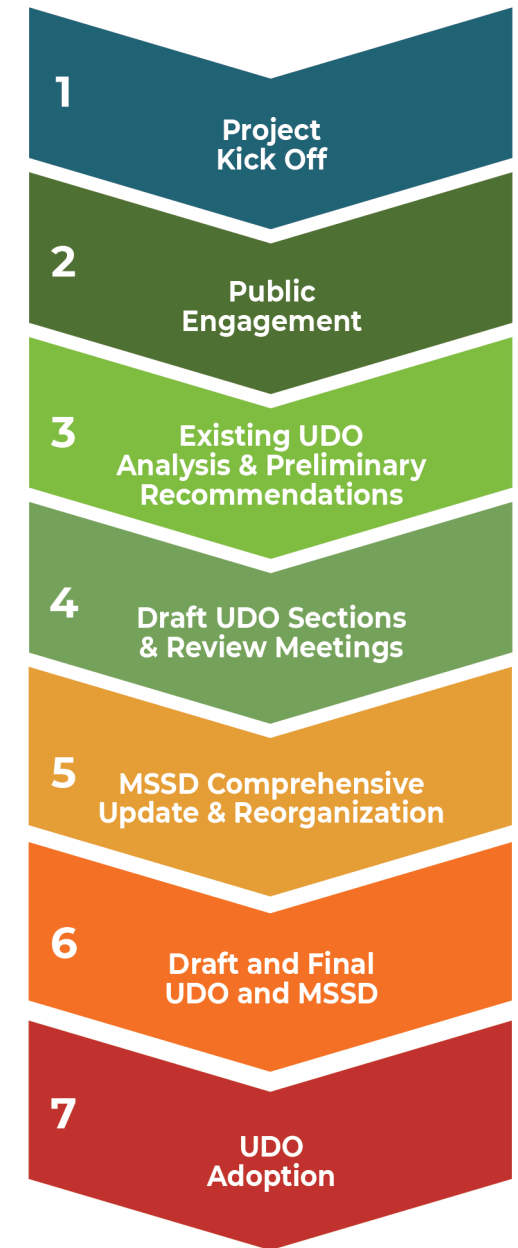 1
Project
Kick Off
2
Public
Engagement
3
Existing UDO
Analysis & Preliminary
Recommendations
4
Draft UDO Sections
& Review Meetings
5
MSSD Comprehensive
Update & Reorganization
6
Draft and Final
UDO and MSSD
7
UDO
Adoption